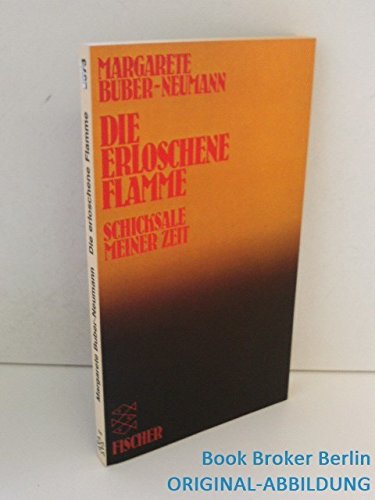 MARGARETE
BUBER-NEUMANN
DIE
ERLOSCHENE
FLAMME
SCHICKSALE
MEINER ZEIT
FISCHER
Margarete Buber-Neumann Die erloschene Flamme
Book Broker Berlin
ORIGINAL-ABBILDUNG